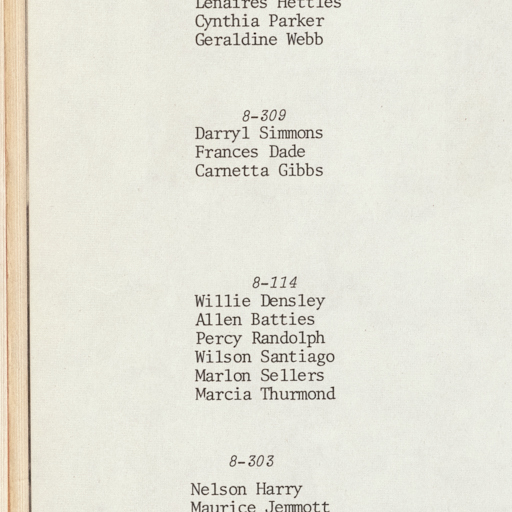 Lenaires Hettles
Cynthia Parker
Geraldine Webb
8-309
Darryl Simmons
Frances Dade
Carnetta Gibbs
8-114
Willie Densley
Allen Batties
Percy Randolph
Wilson Santiago
Marlon Sellers
Marcia Thurmond
8-303
Nelson Harry
Maurice Jemmott